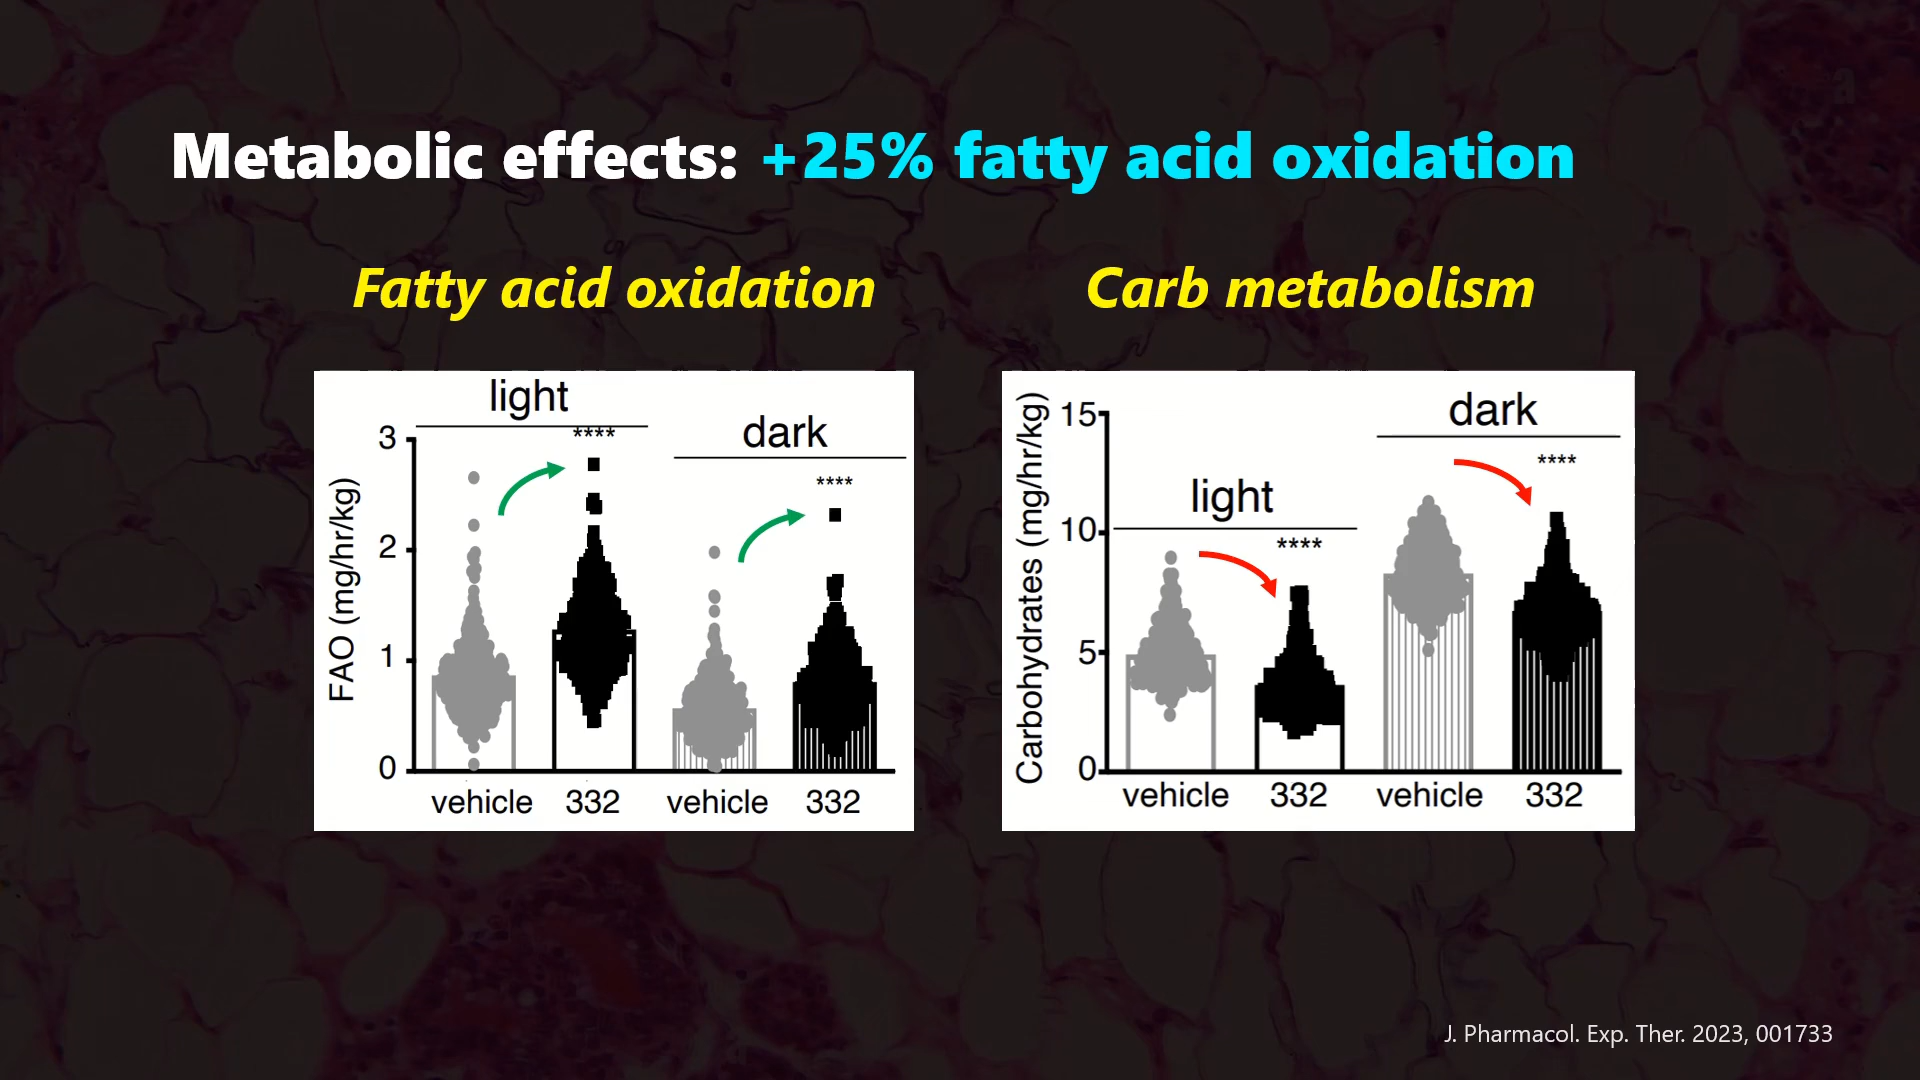 Metabolic effects: +25% fatty acid oxidation
Fatty acid oxidation
Carb metabolism
light
****
dark
****
FAO (mg/hr/kg)
3
2
1
0
vehicle 332 vehicle 332
dark
****
light
****
Carbohydrates (mg/hr/kg)
15
10
5
0
vehicle 332 vehicle 332
J. Pharmacol. Exp. Ther. 2023, 001733